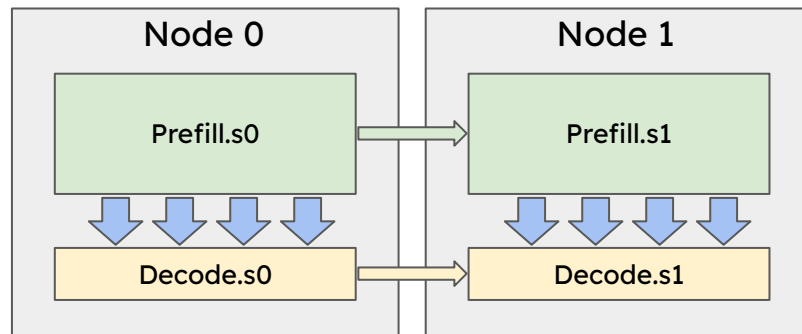 Node 0
Node 1
Prefill.s0
Prefill.s1
Decode.s0
Decode.s1